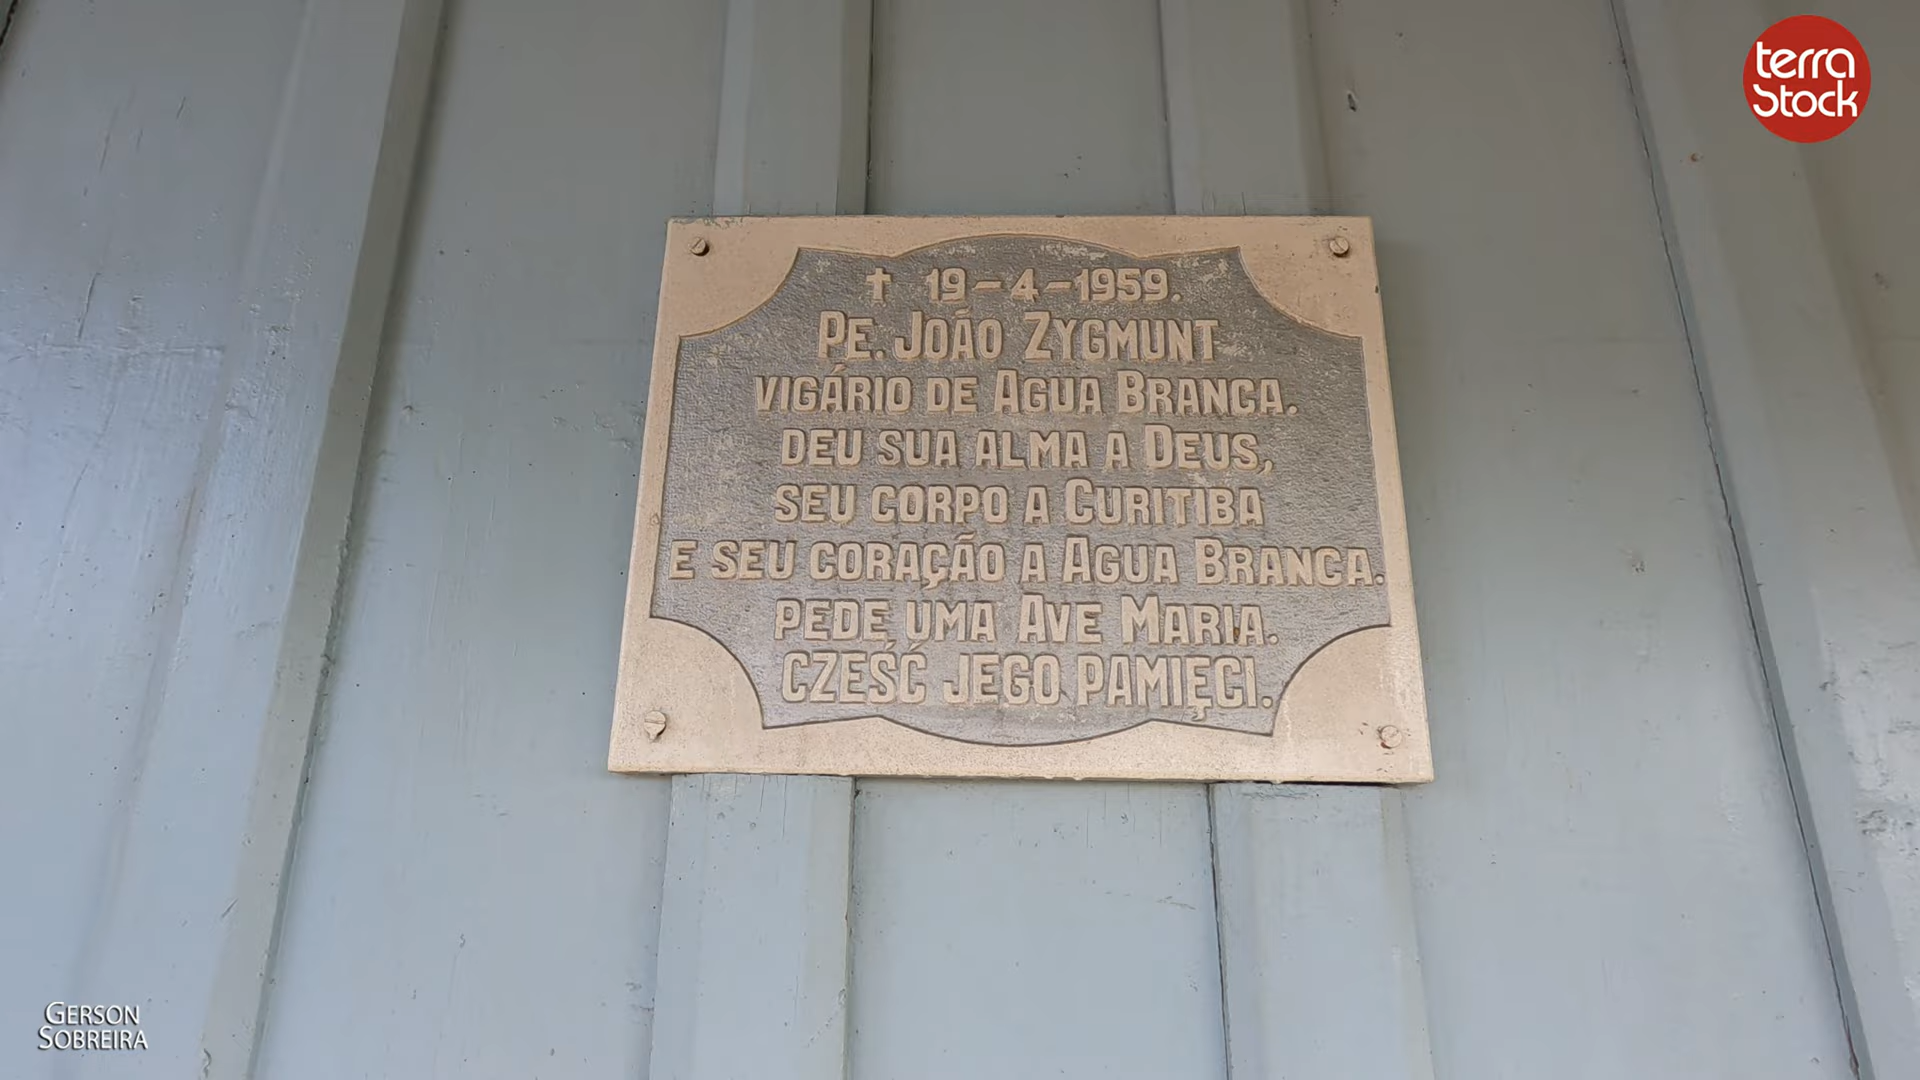 terra
Stock
✝ 19-4-1959.
PE. JOÃO ZYGMUNT
VIGÁRIO DE AGUA BRANCA.
DEU SUA ALMA A DEUS,
SEU CORPO A CURITIBA
E SEU CORAÇÃO A AGUA BRANCA.
PEDE UMA AVE MARIA.
CZEŚĆ JEGO PAMIĘCI.
GERSON
SOBREIRA